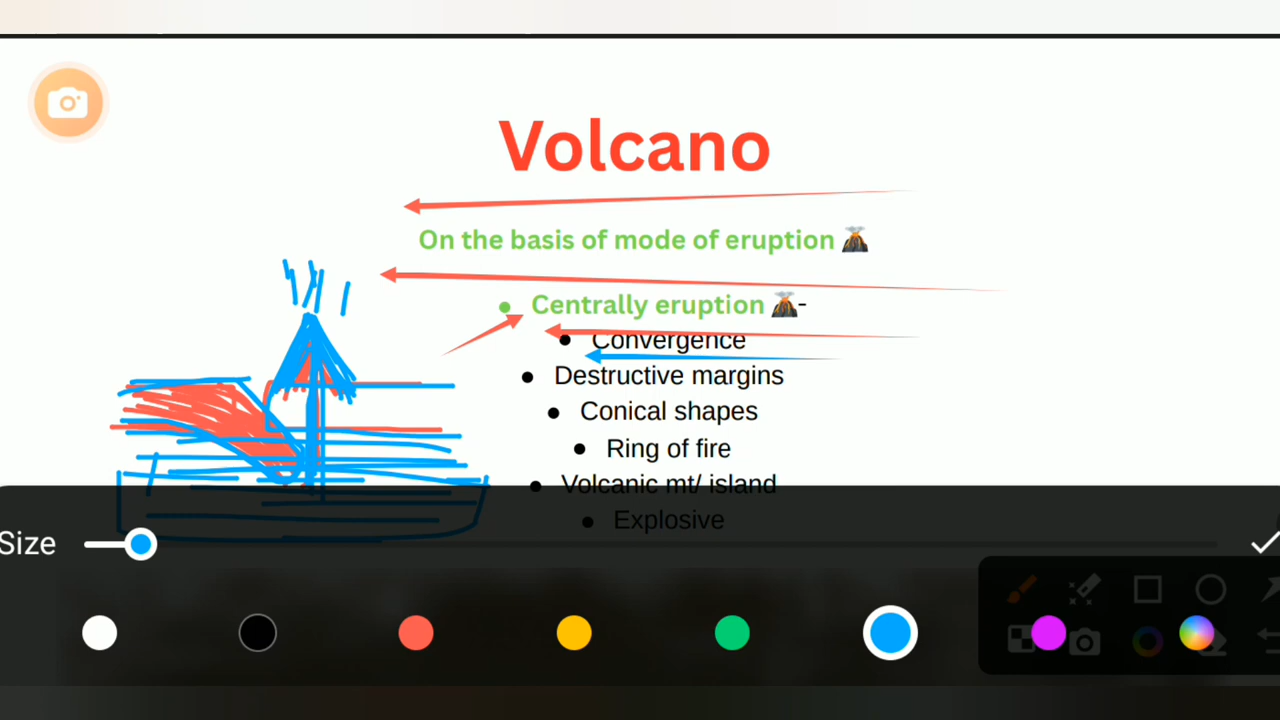 Volcano
On the basis of mode of eruption 🌋
• Centrally eruption 🌋-
• Convergence
• Destructive margins
• Conical shapes
• Ring of fire
• Volcanic mt/ island
• Explosive
Size